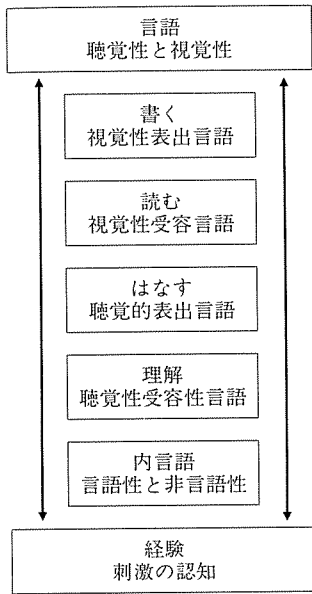 言語
聴覚性と視覚性
書く
視覚性表出言語
読む
視覚性受容言語
はなす
聴覚的表出言語
理解
聴覚性受容性言語
内言語
言語性と非言語性
経験
刺激の認知